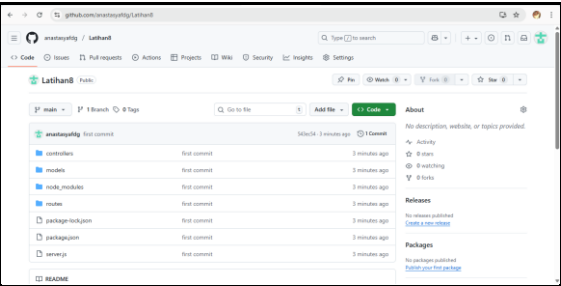 github.com/anastasyafdg/Latihan8
anastasyafdg / Latihan8
Type / to search
Code Issues Pull requests Actions Projects Wiki Security Insights Settings
Latihan8 Public
Pin Watch 0 Fork 0 Star 0
main 1 Branch 0 Tags
Go to file
Add file
Code
anastasyafdg first commit
3 minutes ago
1 Commit
controllers first commit 3 minutes ago
models first commit 3 minutes ago
node_modules first commit 3 minutes ago
routes first commit 3 minutes ago
package-lock.json first commit 3 minutes ago
package.json first commit 3 minutes ago
server.js first commit 3 minutes ago
README
About
No description, website, or topics provided.
Activity
0 stars
0 watching
0 forks
Releases
No releases published
Create a new release
Packages
No packages published
Publish your first package